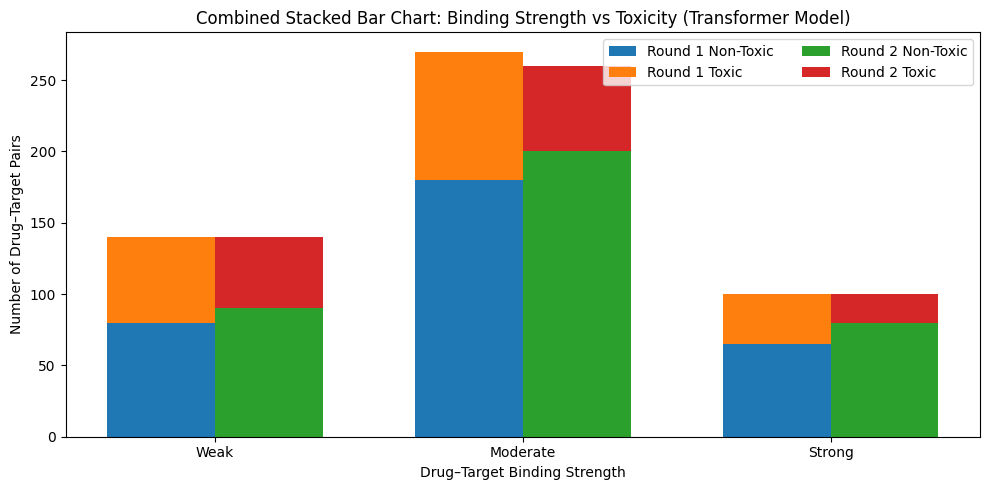 Combined Stacked Bar Chart: Binding Strength vs Toxicity (Transformer Model)
Round 1 Non-Toxic
Round 1 Toxic
Round 2 Non-Toxic
Round 2 Toxic
Number of Drug–Target Pairs
250
200
150
100
50
0
Weak
Moderate
Strong
Drug–Target Binding Strength